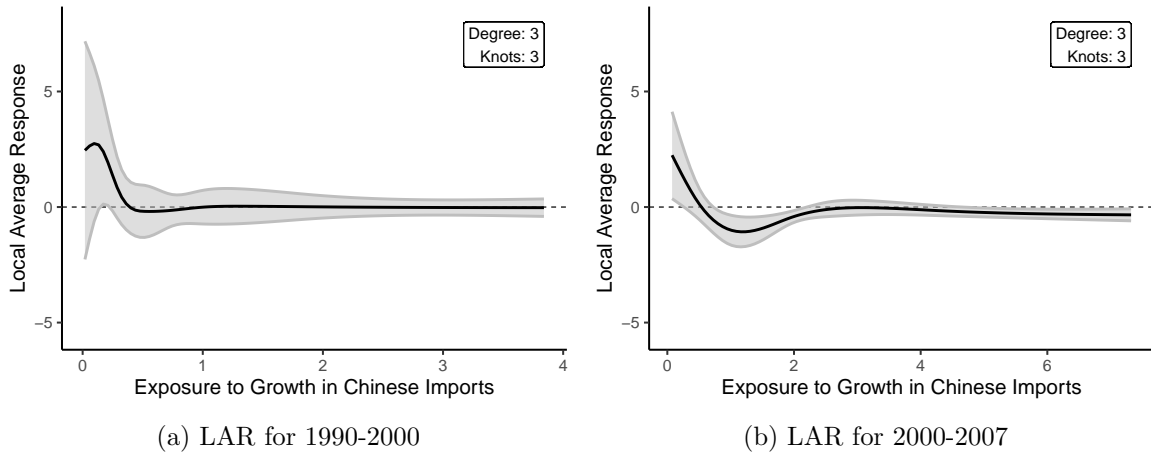 Degree: 3
Knots: 3
Local Average Response
5
0
−5
0
1
2
3
4
Exposure to Growth in Chinese Imports
(a) LAR for 1990-2000
Degree: 3
Knots: 3
Local Average Response
5
0
−5
0
2
4
6
Exposure to Growth in Chinese Imports
(b) LAR for 2000-2007